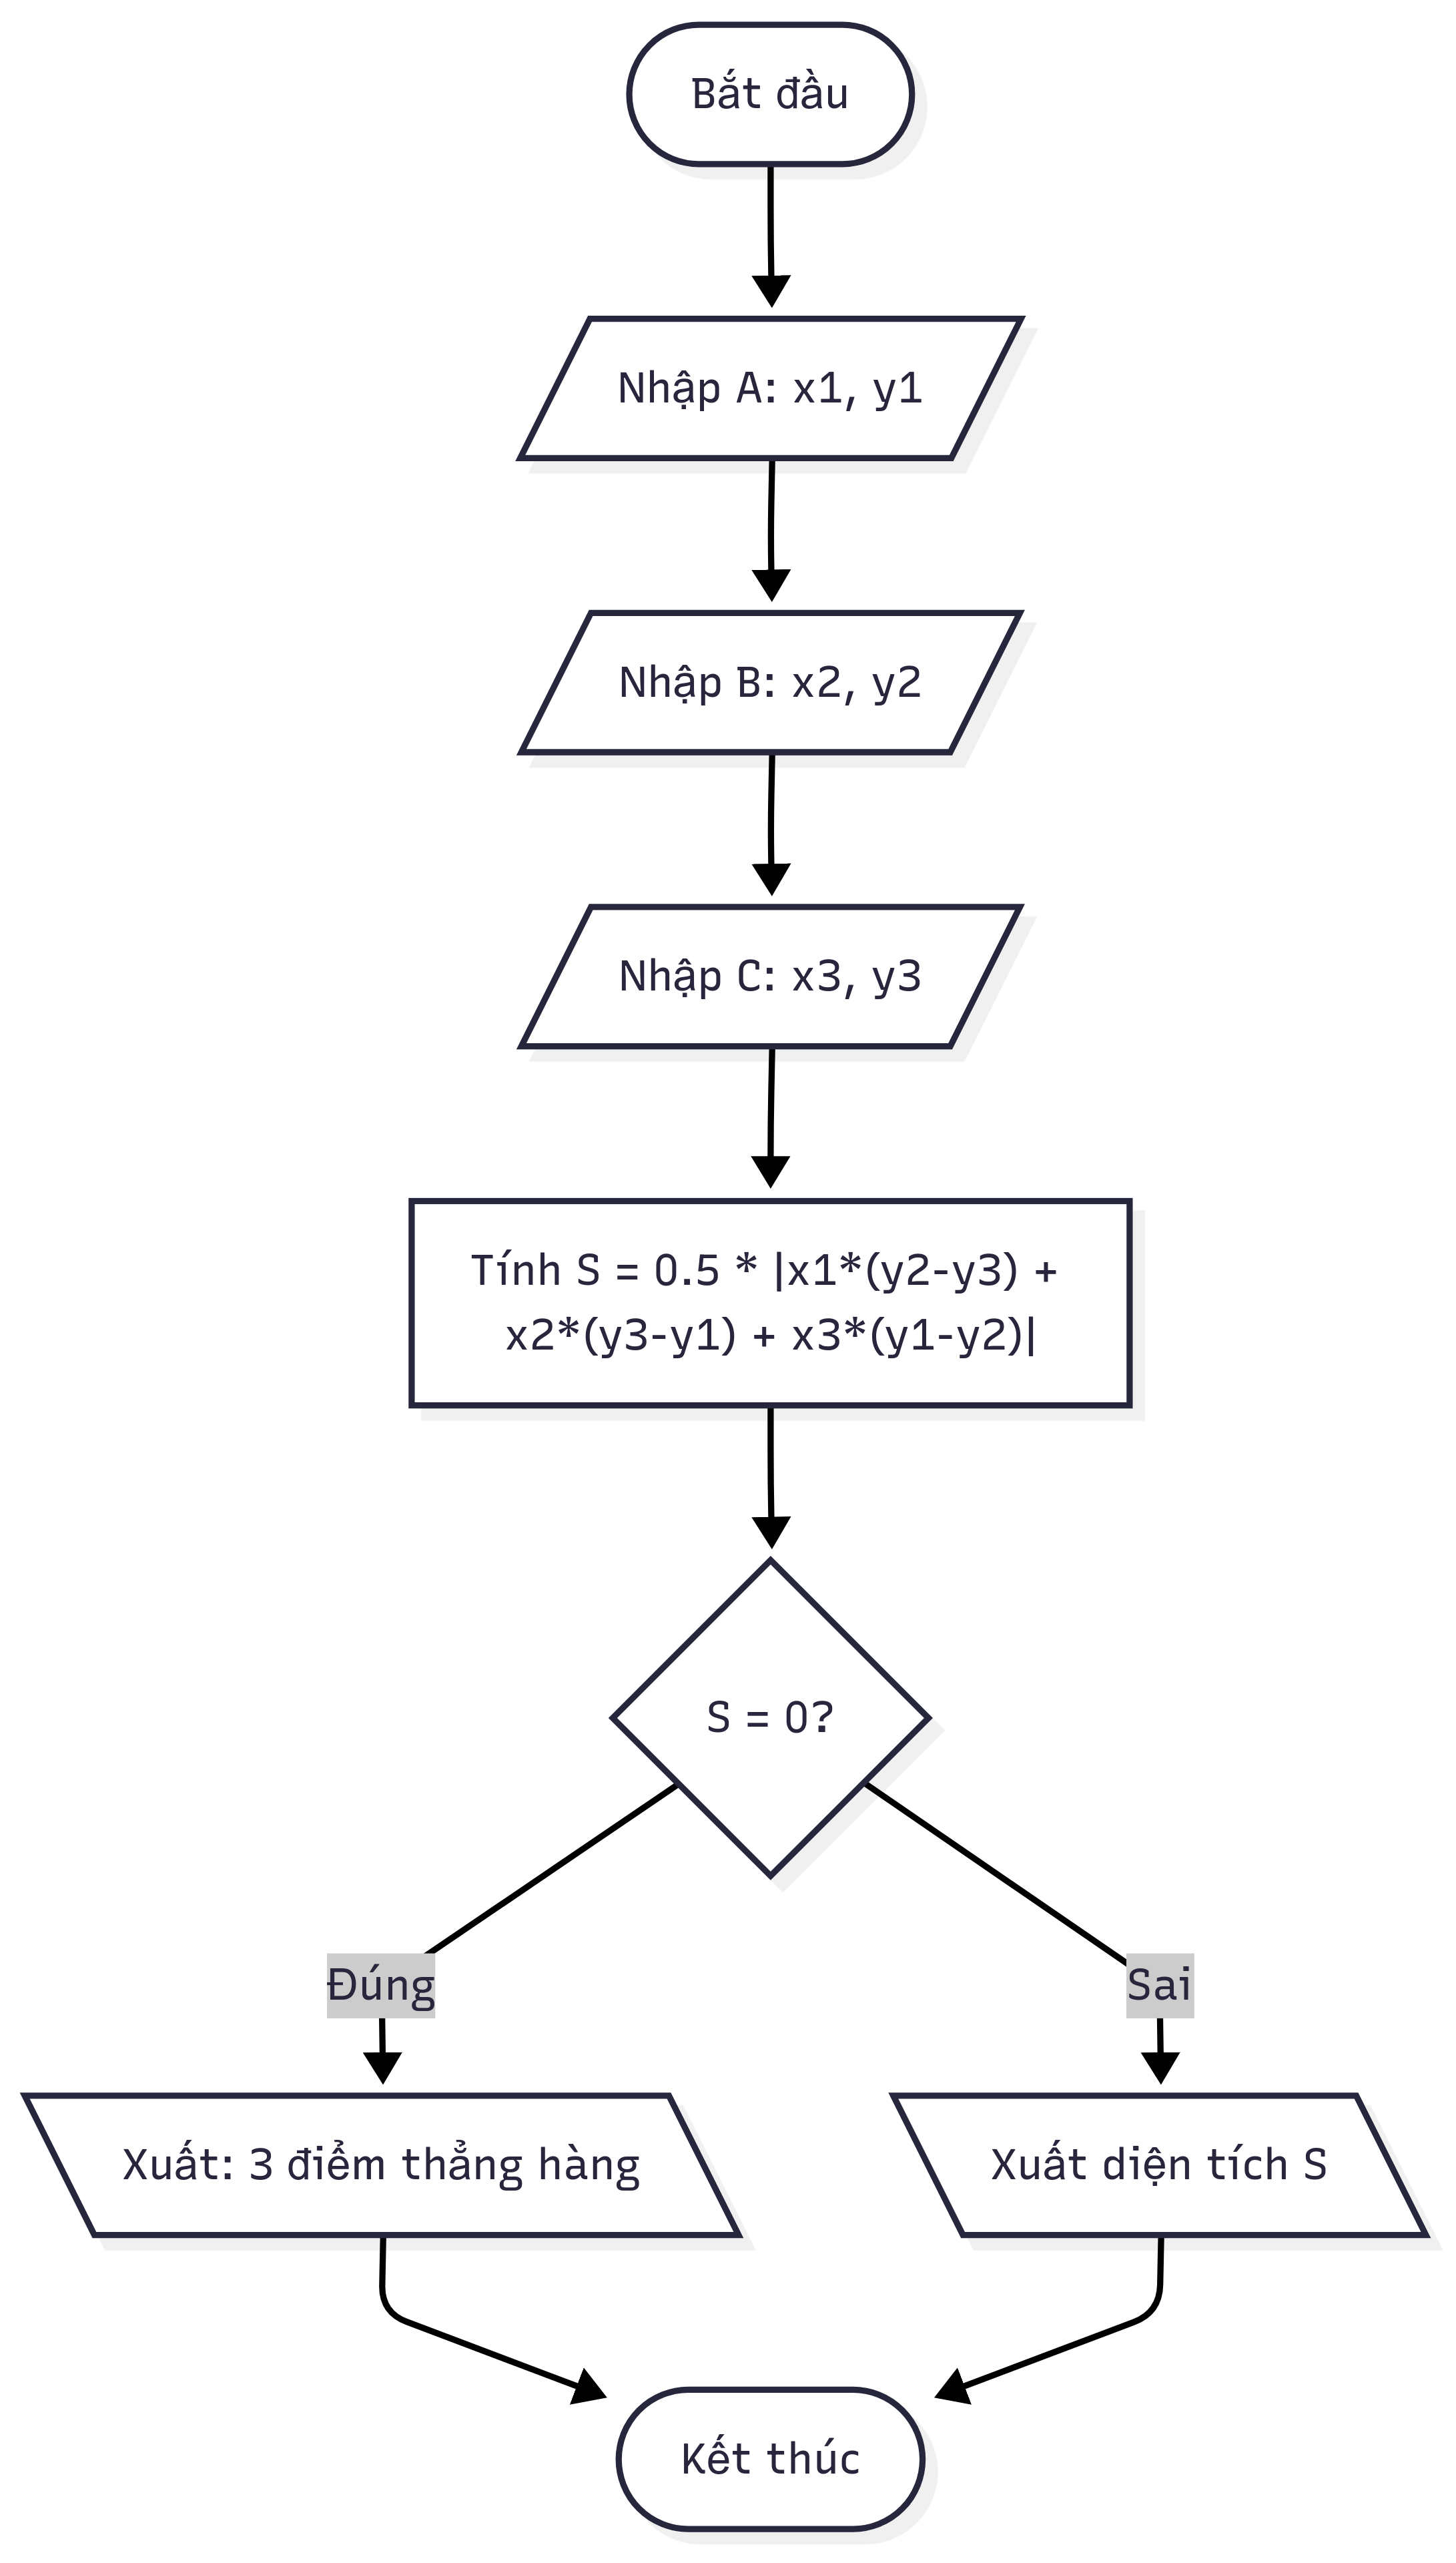 Bắt đầu
Nhập A: x1, y1
Nhập B: x2, y2
Nhập C: x3, y3
Tính S = 0.5 * |x1*(y2-y3) +
x2*(y3-y1) + x3*(y1-y2)|
S = 0?
Đúng
Sai
Xuất: 3 điểm thẳng hàng
Xuất diện tích S
Kết thúc